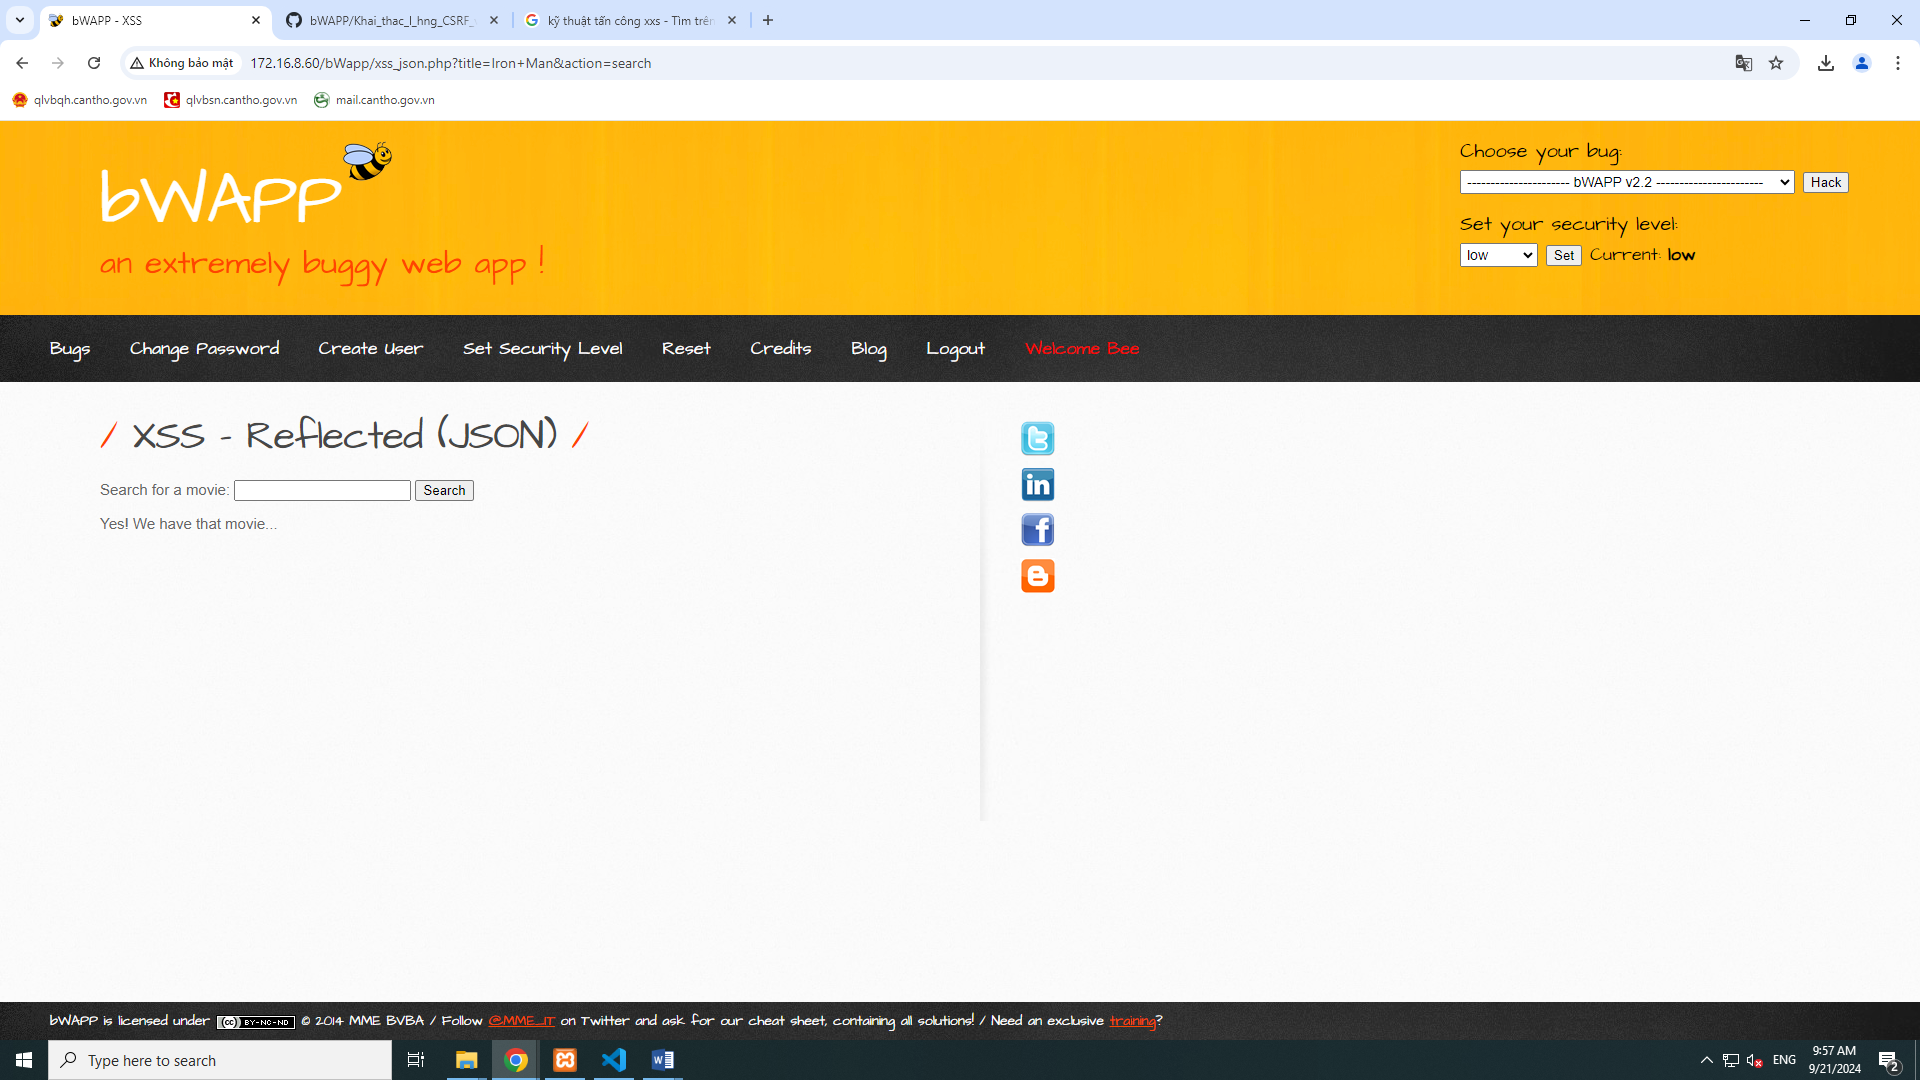 bWAPP - XSS
bWAPP/Khai_thac_l_hng_CSRF_
kỹ thuật tấn công xxs - Tìm trên
Không bảo mật
172.16.8.60/bWapp/xss_json.php?title=Iron+Man&action=search
qlvbqh.cantho.gov.vn
qlvbsn.cantho.gov.vn
mail.cantho.gov.vn
bWAPP
an extremely buggy web app !
Choose your bug:
---------------------- bWAPP v2.2 -----------------------
Hack
Set your security level:
low
Set
Current: low
Bugs
Change Password
Create User
Set Security Level
Reset
Credits
Blog
Logout
Welcome Bee
/ XSS - Reflected (JSON) /
Search for a movie:
Search
Yes! We have that movie...
bWAPP is licensed under (cc) BY-NC-ND © 2014 MME BVBA / Follow @MME_IT on Twitter and ask for our cheat sheet, containing all solutions! / Need an exclusive training?
Type here to search
ENG
9:57 AM
9/21/2024
2